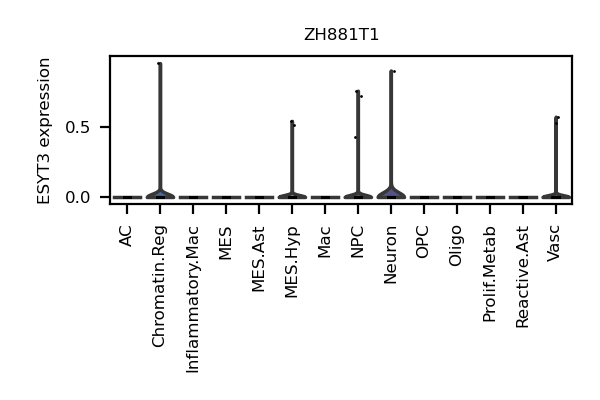 ZH881T1
ESYT3 expression
0.5
0.0
AC
Chromatin.Reg
Inflammatory.Mac
MES
MES.Ast
MES.Hyp
Mac
NPC
Neuron
OPC
Oligo
Prolif.Metab
Reactive.Ast
Vasc